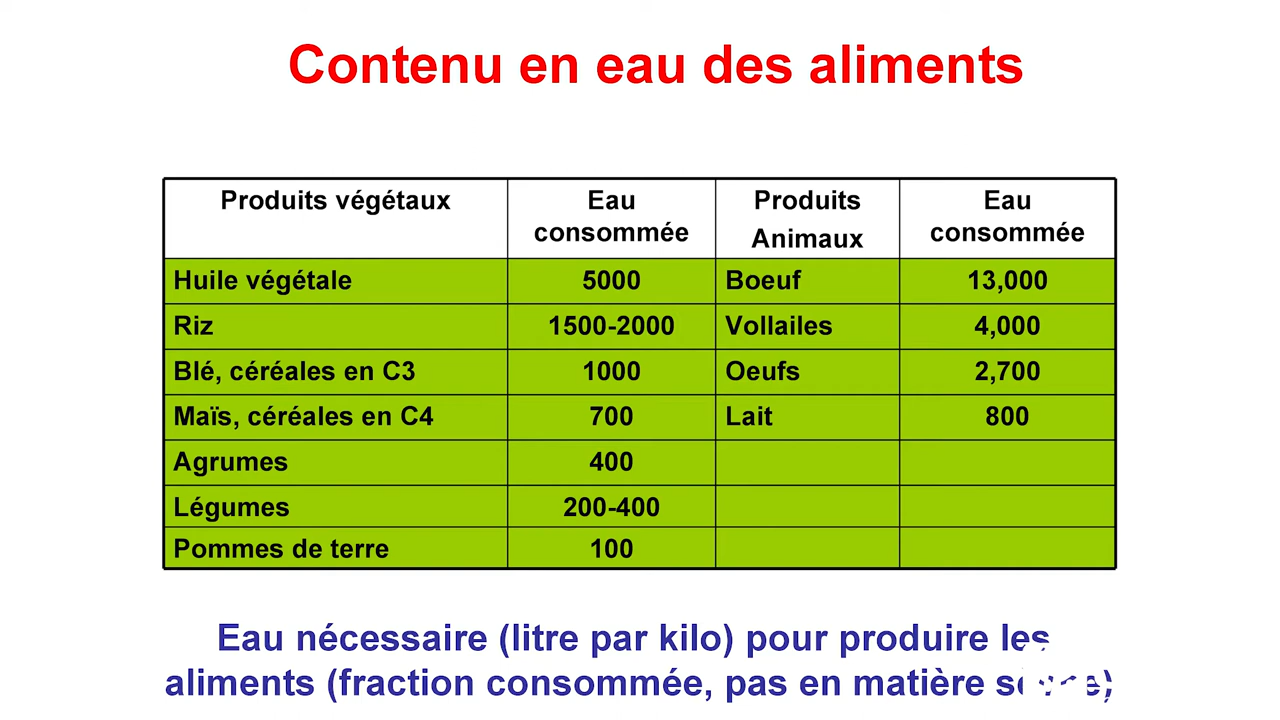 Contenu en eau des aliments
Produits végétaux Eau consommée Produits Animaux Eau consommée
Huile végétale 5000 Boeuf 13,000
Riz 1500-2000 Vollailes 4,000
Blé, céréales en C3 1000 Oeufs 2,700
Maïs, céréales en C4 700 Lait 800
Agrumes 400
Légumes 200-400
Pommes de terre 100
Eau nécessaire (litre par kilo) pour produire les
aliments (fraction consommée, pas en matière